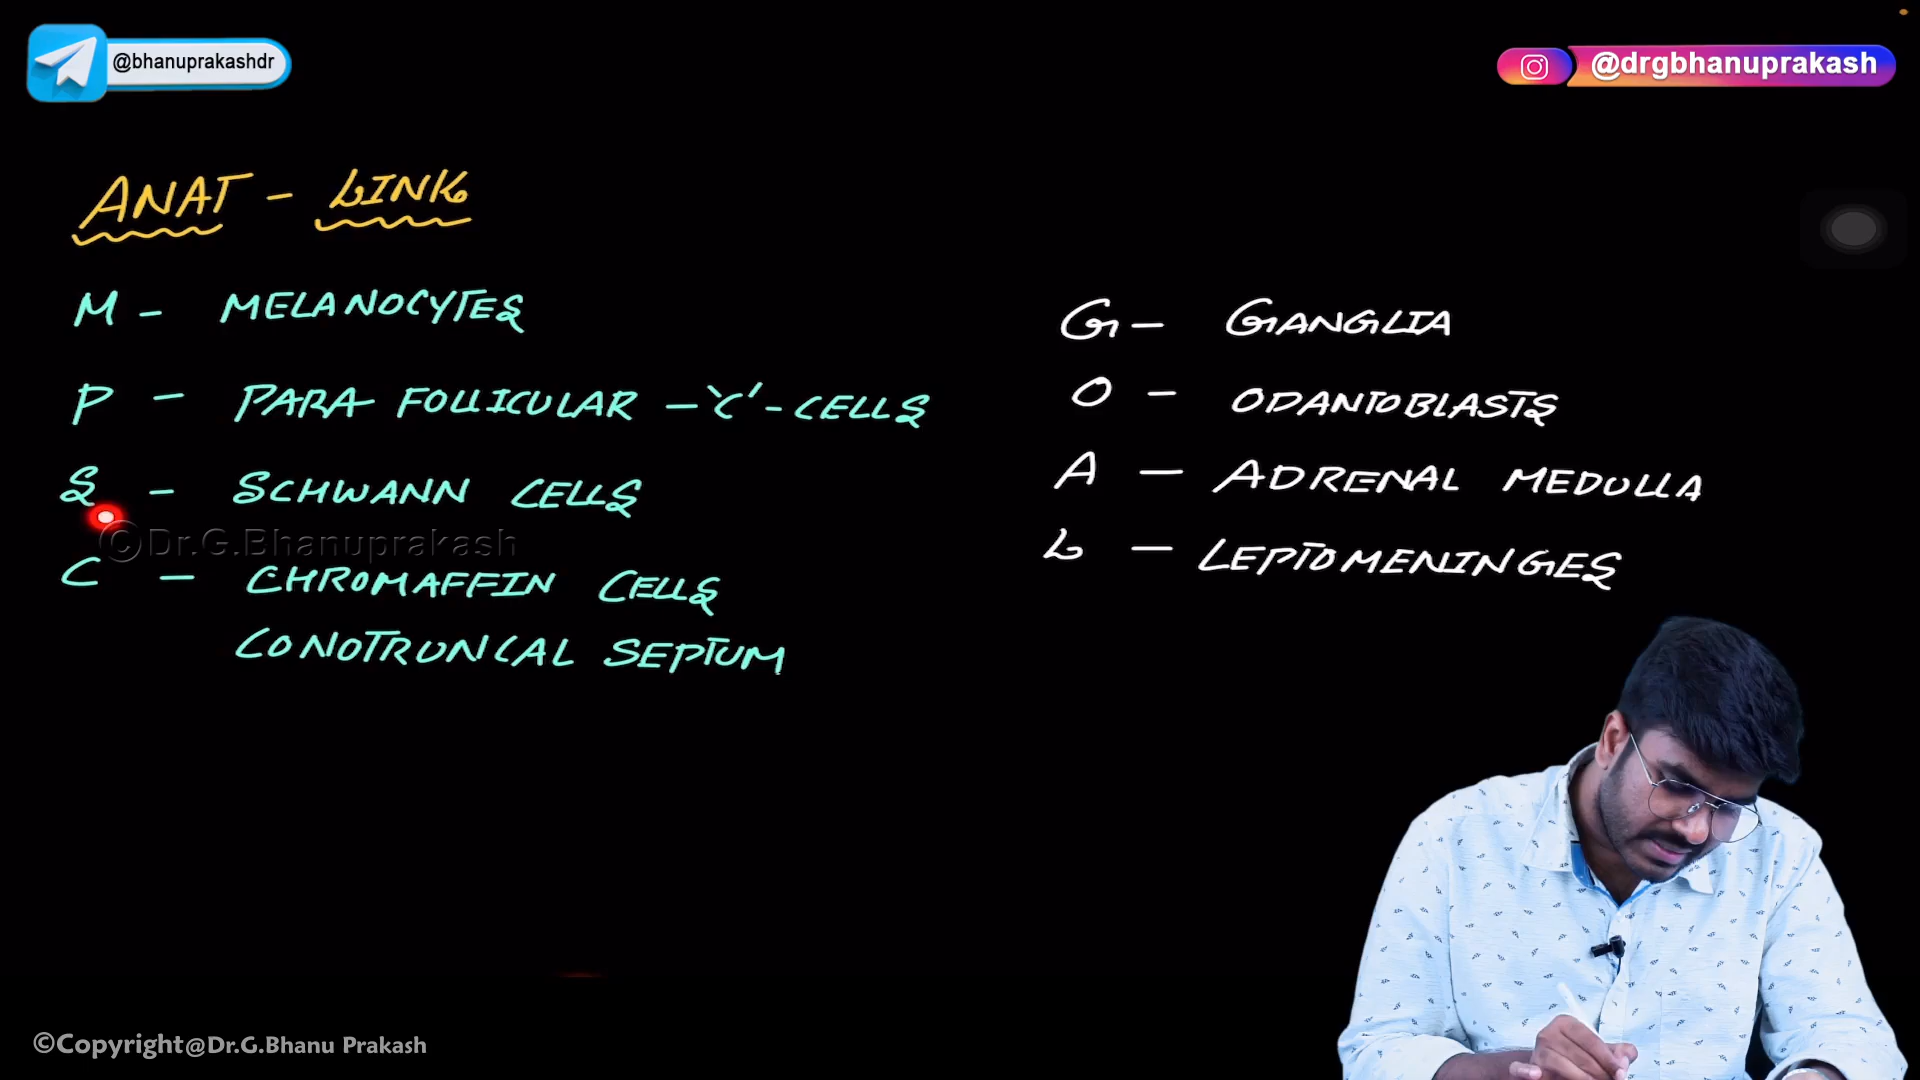 @bhanuprakashdr
@drgbhanuprakash
ANAT - LINK
M - MELANOCYTES
P - PARA FOLLICULAR - 'C' - CELLS
S - SCHWANN CELLS
©Dr.G.Bhanuprakash
C - CHROMAFFIN CELLS
CONOTRUNCAL SEPTUM
G - GANGLIA
O - ODANTOBLASTS
A - ADRENAL MEDULLA
L - LEPTOMENINGES
©Copyright@Dr.G.Bhanu Prakash